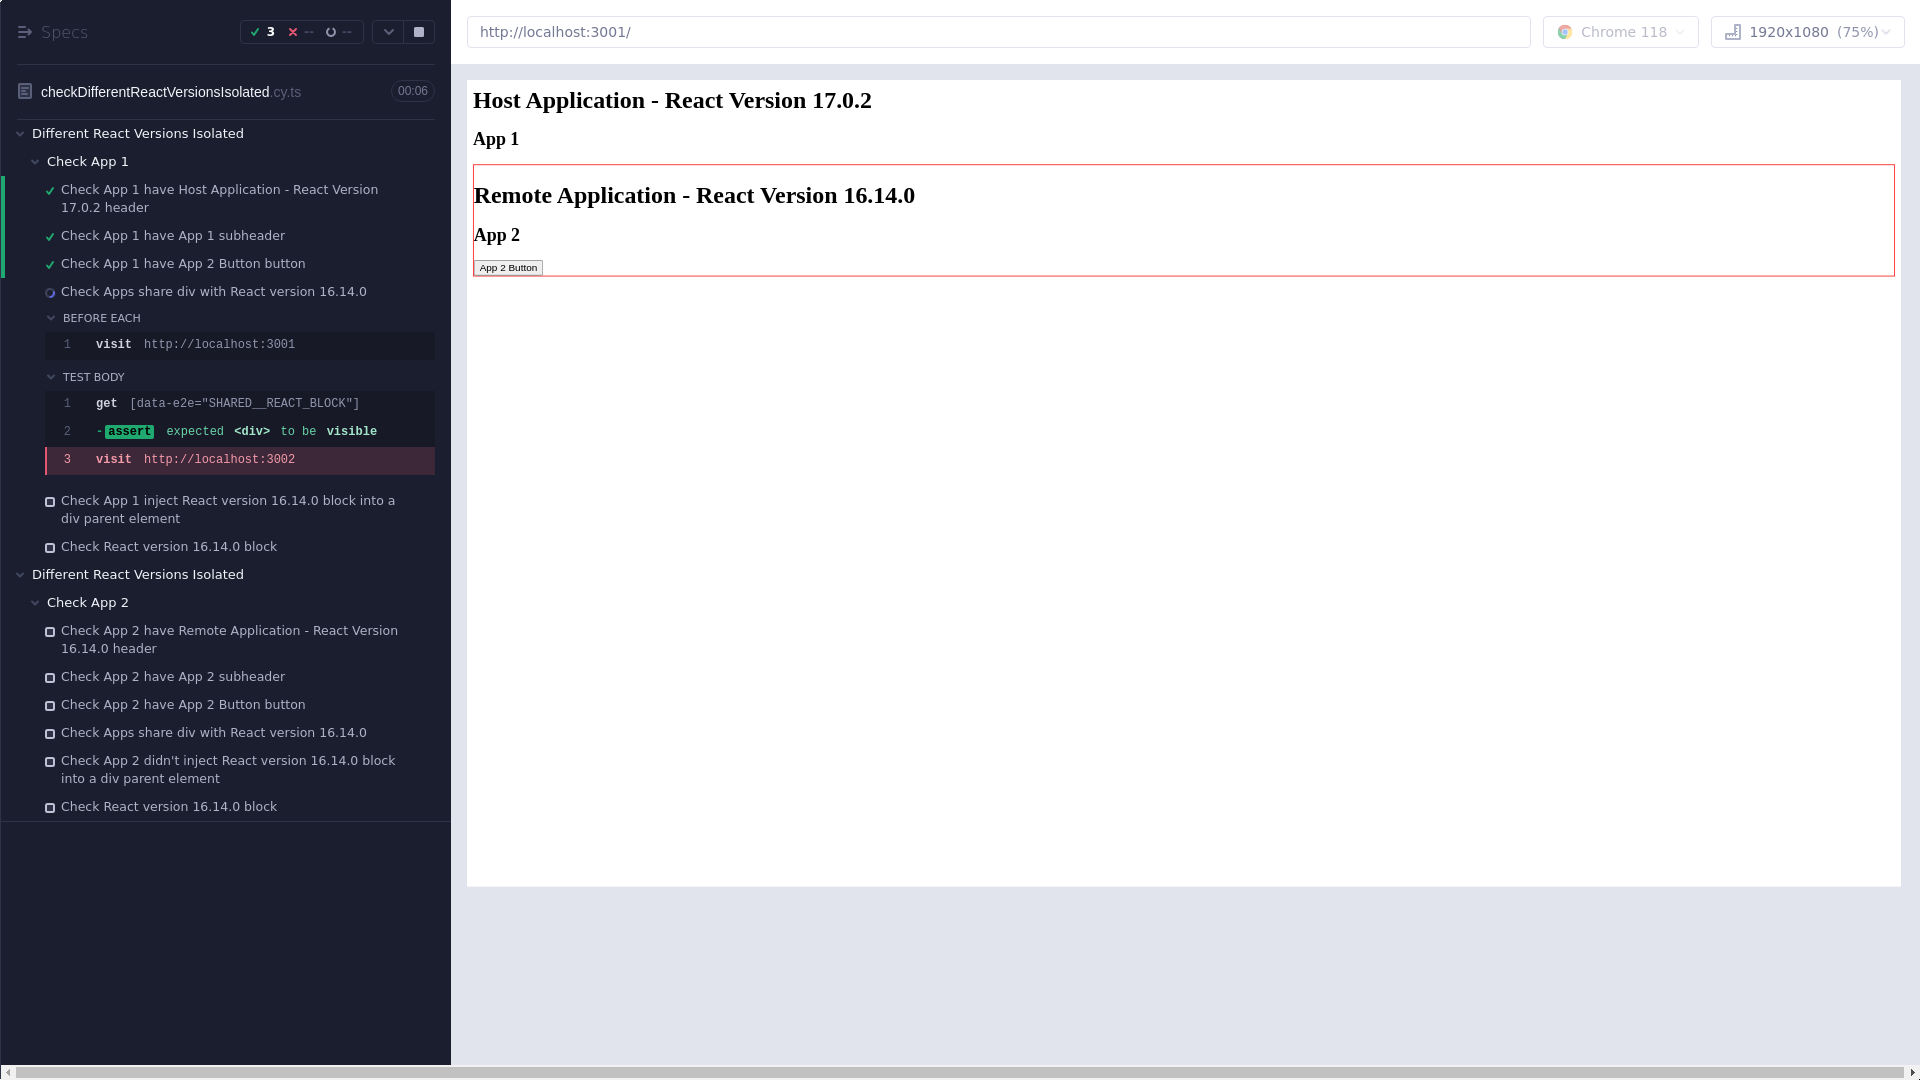 Specs
3 -- --
checkDifferentReactVersionsIsolated.cy.ts 00:06
Different React Versions Isolated
Check App 1
Check App 1 have Host Application - React Version
17.0.2 header
Check App 1 have App 1 subheader
Check App 1 have App 2 Button button
Check Apps share div with React version 16.14.0
BEFORE EACH
1 visit http://localhost:3001
TEST BODY
1 get [data-e2e="SHARED__REACT_BLOCK"]
2 -assert expected <div> to be visible
3 visit http://localhost:3002
Check App 1 inject React version 16.14.0 block into a
div parent element
Check React version 16.14.0 block
Different React Versions Isolated
Check App 2
Check App 2 have Remote Application - React Version
16.14.0 header
Check App 2 have App 2 subheader
Check App 2 have App 2 Button button
Check Apps share div with React version 16.14.0
Check App 2 didn't inject React version 16.14.0 block
into a div parent element
Check React version 16.14.0 block
http://localhost:3001/
Chrome 118
1920x1080 (75%)
Host Application - React Version 17.0.2
App 1
Remote Application - React Version 16.14.0
App 2
App 2 Button